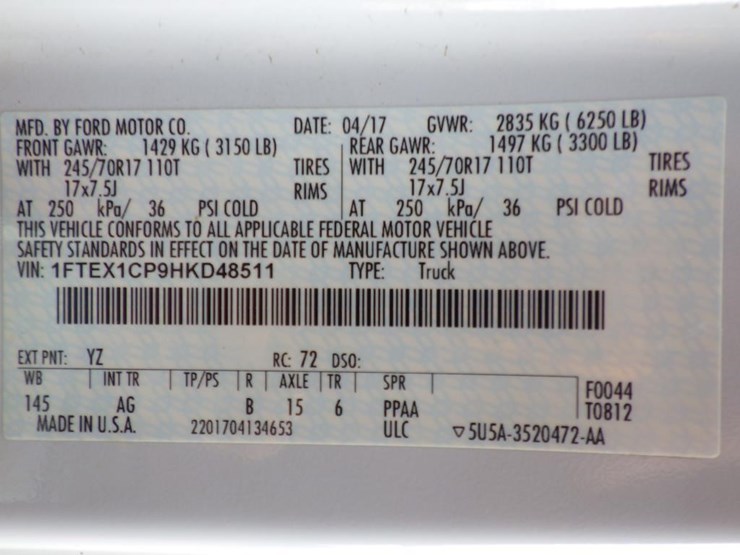 MFD. BY FORD MOTOR CO. DATE: 04/17 GVWR: 2835 KG ( 6250 LB)
FRONT GAWR: 1429 KG ( 3150 LB) REAR GAWR: 1497 KG ( 3300 LB)
WITH 245/70R17 110T TIRES WITH 245/70R17 110T TIRES
17x7.5J RIMS 17x7.5J RIMS
AT 250 kPa/ 36 PSI COLD AT 250 kPa/ 36 PSI COLD
THIS VEHICLE CONFORMS TO ALL APPLICABLE FEDERAL MOTOR VEHICLE
SAFETY STANDARDS IN EFFECT ON THE DATE OF MANUFACTURE SHOWN ABOVE.
VIN: 1FTEX1CP9HKD48511 TYPE: Truck
EXT PNT: YZ RC: 72 DSO:
WB INT TR TP/PS R AXLE TR SPR F0044
145 AG B 15 6 PPAA T0812
MADE IN U.S.A. 2201704134653 ULC ▽5U5A-3520472-AA